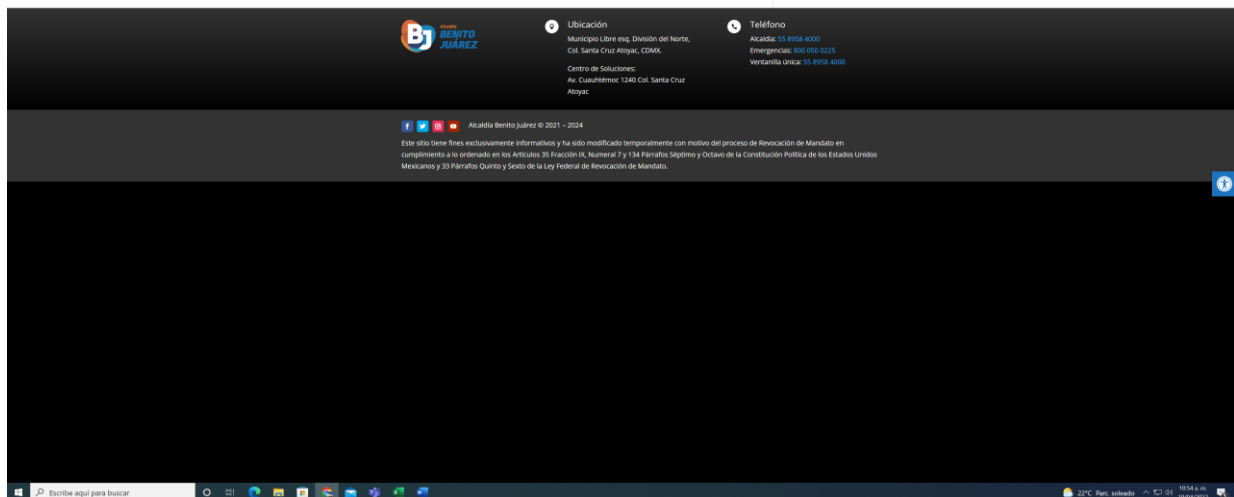 Alcaldía
BENITO
JUÁREZ
Ubicación
Municipio Libre esq. División del Norte,
Col. Santa Cruz Atoyac, CDMX.
Centro de Soluciones:
Av. Cuauhtémoc 1240 Col. Santa Cruz
Atoyac
Teléfono
Alcaldía: 55 8958 4000
Emergencias: 800 050 0225
Ventanilla única: 55 8958 4000
Alcaldía Benito Juárez © 2021 – 2024
Este sitio tiene fines exclusivamente informativos y ha sido modificado temporalmente con motivo del proceso de Revocación de Mandato en
cumplimiento a lo ordenado en los Artículos 35 Fracción IX, Numeral 7 y 134 Párrafos Séptimo y Octavo de la Constitución Política de los Estados Unidos
Mexicanos y 33 Párrafos Quinto y Sexto de la Ley Federal de Revocación de Mandato.
Escribe aquí para buscar
22°C Parc. soleado
10:54 a. m.